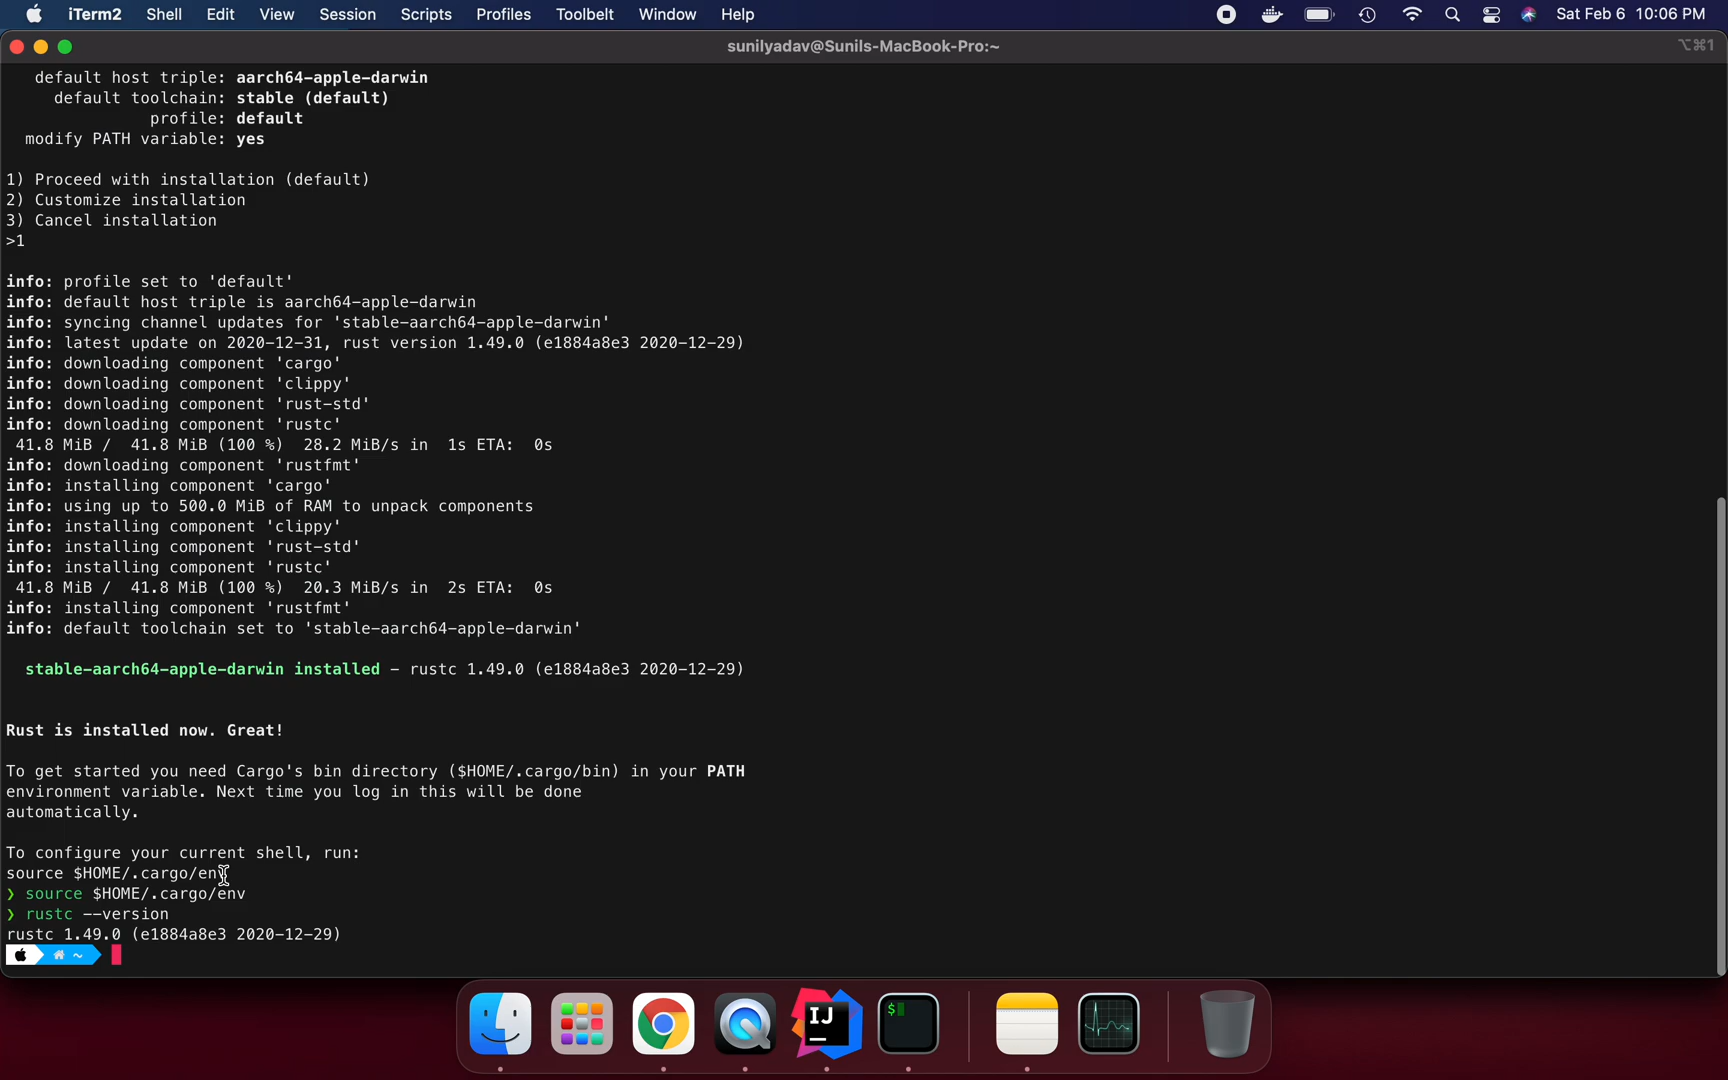 iTerm2 Shell Edit View Session Scripts Profiles Toolbelt Window Help Sat Feb 6 10:06 PM
sunilyadav@Sunils-MacBook-Pro:~ ⌥⌘1
default host triple: aarch64-apple-darwin
default toolchain: stable (default)
profile: default
modify PATH variable: yes
1) Proceed with installation (default)
2) Customize installation
3) Cancel installation
>1
info: profile set to 'default'
info: default host triple is aarch64-apple-darwin
info: syncing channel updates for 'stable-aarch64-apple-darwin'
info: latest update on 2020-12-31, rust version 1.49.0 (e1884a8e3 2020-12-29)
info: downloading component 'cargo'
info: downloading component 'clippy'
info: downloading component 'rust-std'
info: downloading component 'rustc'
41.8 MiB / 41.8 MiB (100 %) 28.2 MiB/s in 1s ETA: 0s
info: downloading component 'rustfmt'
info: installing component 'cargo'
info: using up to 500.0 MiB of RAM to unpack components
info: installing component 'clippy'
info: installing component 'rust-std'
info: installing component 'rustc'
41.8 MiB / 41.8 MiB (100 %) 20.3 MiB/s in 2s ETA: 0s
info: installing component 'rustfmt'
info: default toolchain set to 'stable-aarch64-apple-darwin'
stable-aarch64-apple-darwin installed - rustc 1.49.0 (e1884a8e3 2020-12-29)
Rust is installed now. Great!
To get started you need Cargo's bin directory ($HOME/.cargo/bin) in your PATH
environment variable. Next time you log in this will be done
automatically.
To configure your current shell, run:
source $HOME/.cargo/env
❯ source $HOME/.cargo/env
❯ rustc --version
rustc 1.49.0 (e1884a8e3 2020-12-29)
~
IJ
$